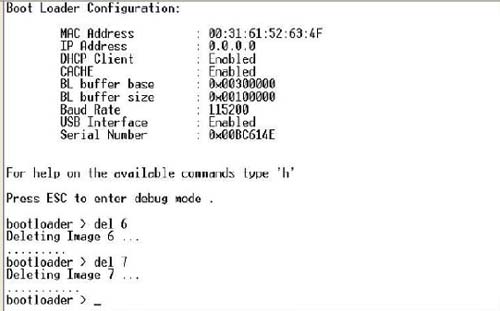 Boot Loader Configuration:
MAC Address : 00:31:61:52:63:4F
IP Address : 0.0.0.0
DHCP Client : Enabled
CACHE : Enabled
BL buffer base : 0x00300000
BL buffer size : 0x00100000
Baud Rate : 115200
USB Interface : Enabled
Serial Number : 0x00BC614E
For help on the available commands type 'h'
Press ESC to enter debug mode .
bootloader > del 6
Deleting Image 6 ...
.........
bootloader > del 7
Deleting Image 7 ...
...........
bootloader > _